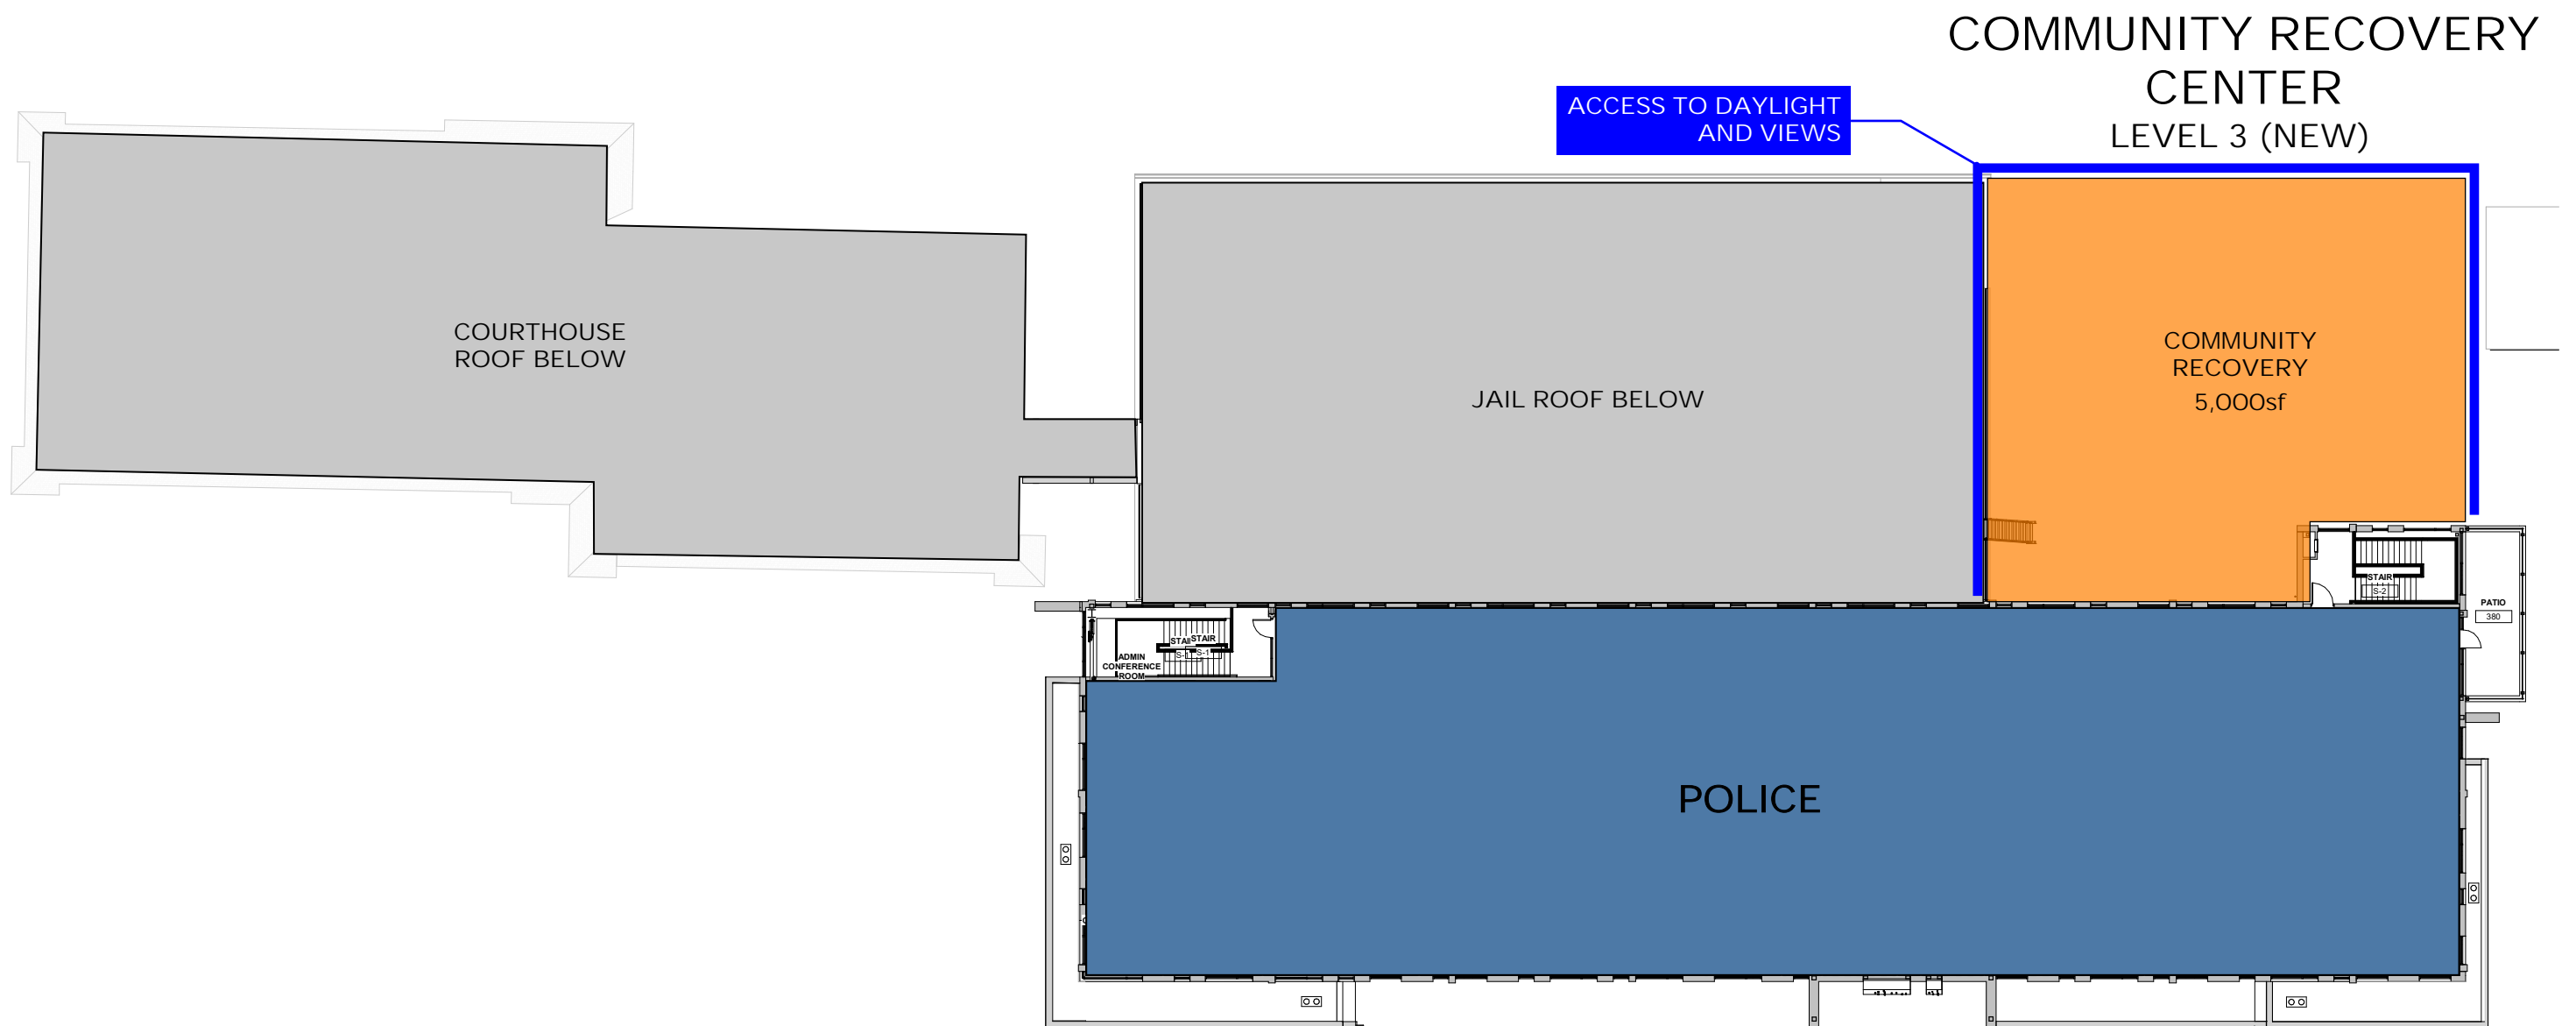 COMMUNITY RECOVERY
CENTER
LEVEL 3 (NEW)
ACCESS TO DAYLIGHT
AND VIEWS
COURTHOUSE
ROOF BELOW
JAIL ROOF BELOW
COMMUNITY
RECOVERY
5,000sf
STAIR
S-2
PATIO
380
STAIR
S-1
ADMIN
CONFERENCE
ROOM
POLICE